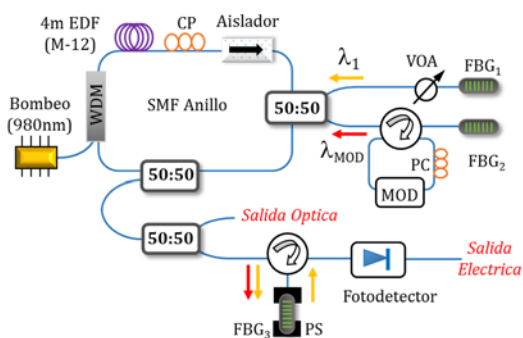 4m EDF
(M-12)
CP
Aislador
λ1
VOA
FBG1
Bombeo
(980nm)
WDM
SMF Anillo
50:50
λMOD
PC
FBG2
MOD
50:50
50:50
Salida Optica
Salida
Electrica
Fotodetector
FBG3
PS